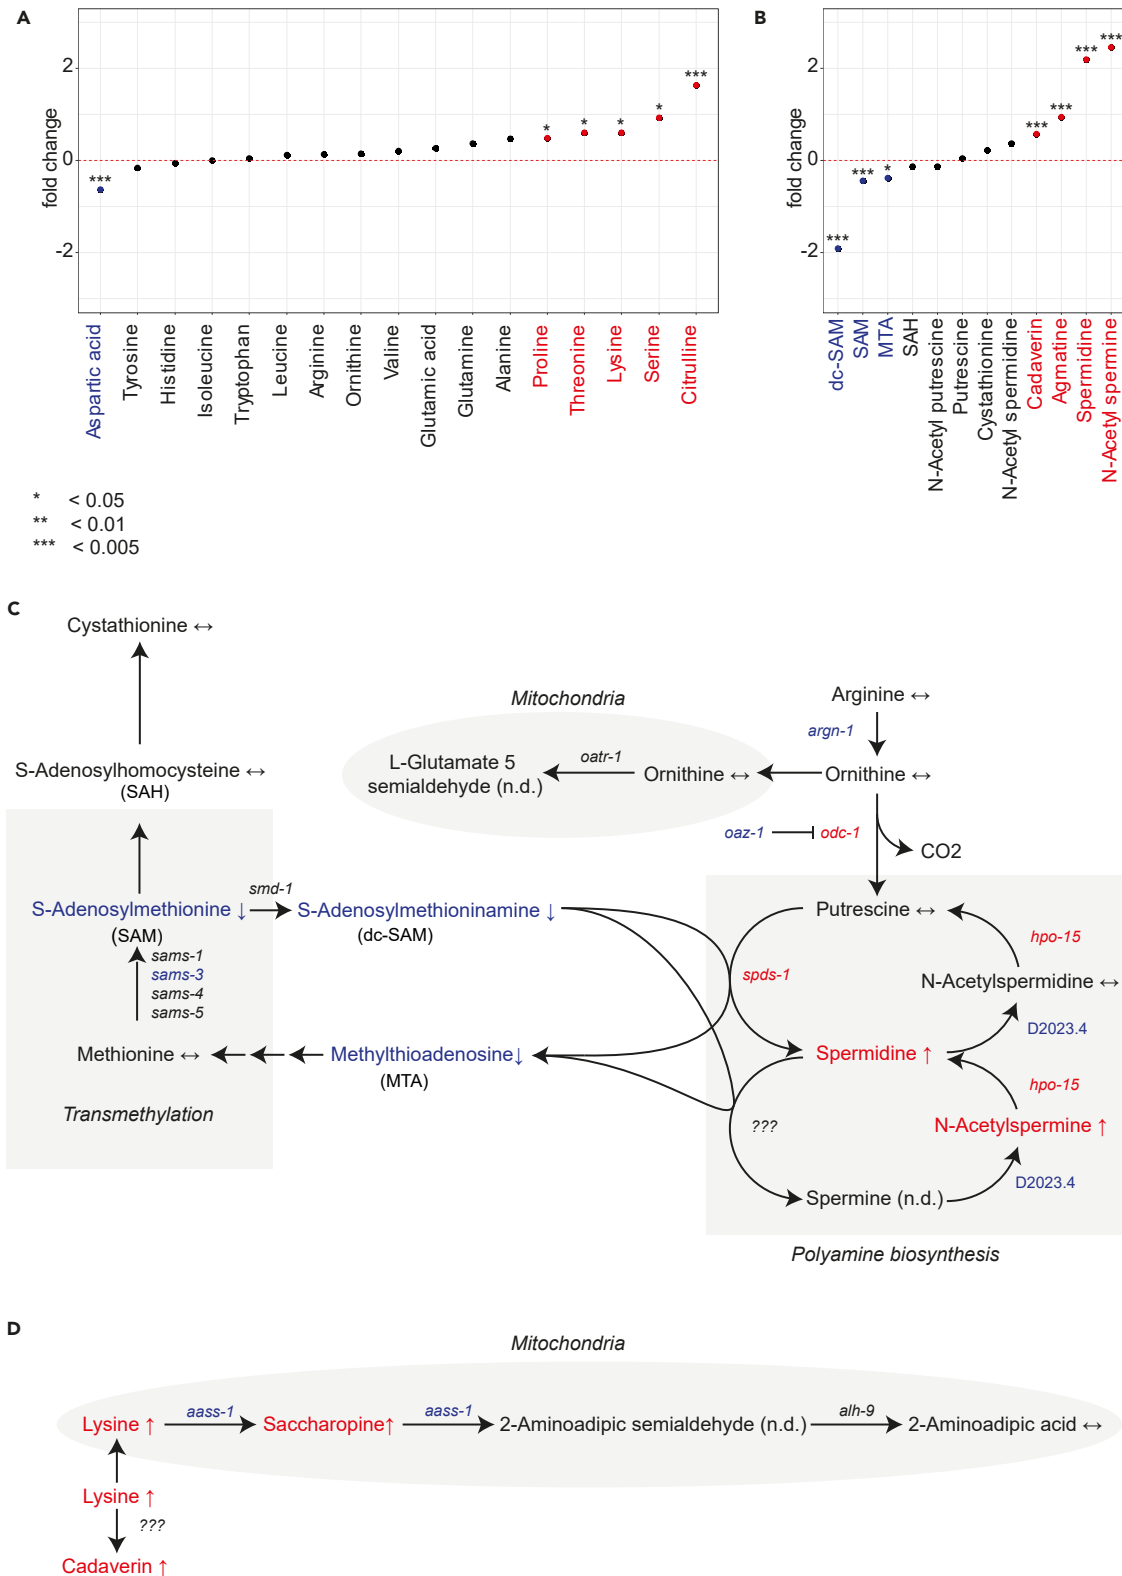 A
fold change
2
0
-2
***
*
*
*
*
***
Aspartic acid
Tyrosine
Histidine
Isoleucine
Tryptophan
Leucine
Arginine
Ornithine
Valine
Glutamic acid
Glutamine
Alanine
Proline
Threonine
Lysine
Serine
Citrulline
B
fold change
2
0
-2
***
***
*
***
***
***
***
dc-SAM
SAM
MTA
SAH
N-Acetyl putrescine
Putrescine
Cystathionine
N-Acetyl spermidine
Cadaverin
Agmatine
Spermidine
N-Acetyl spermine
* < 0.05
** < 0.01
*** < 0.005
C
Cystathionine ↔
S-Adenosylhomocysteine ↔
(SAH)
S-Adenosylmethionine ↓
(SAM)
smd-1
S-Adenosylmethioninamine ↓
(dc-SAM)
sams-1
sams-3
sams-4
sams-5
Methionine ↔
Methylthioadenosine↓
(MTA)
Transmethylation
Mitochondria
L-Glutamate 5
semialdehyde (n.d.)
oatr-1
Ornithine ↔
Arginine ↔
argn-1
Ornithine ↔
oaz-1
odc-1
CO2
Putrescine ↔
hpo-15
N-Acetylspermidine ↔
spds-1
D2023.4
Spermidine ↑
hpo-15
???
N-Acetylspermine ↑
D2023.4
Spermine (n.d.)
Polyamine biosynthesis
D
Mitochondria
Lysine ↑
aass-1
Saccharopine↑
aass-1
2-Aminoadipic semialdehyde (n.d.)
alh-9
2-Aminoadipic acid ↔
Lysine ↑
???
Cadaverin ↑